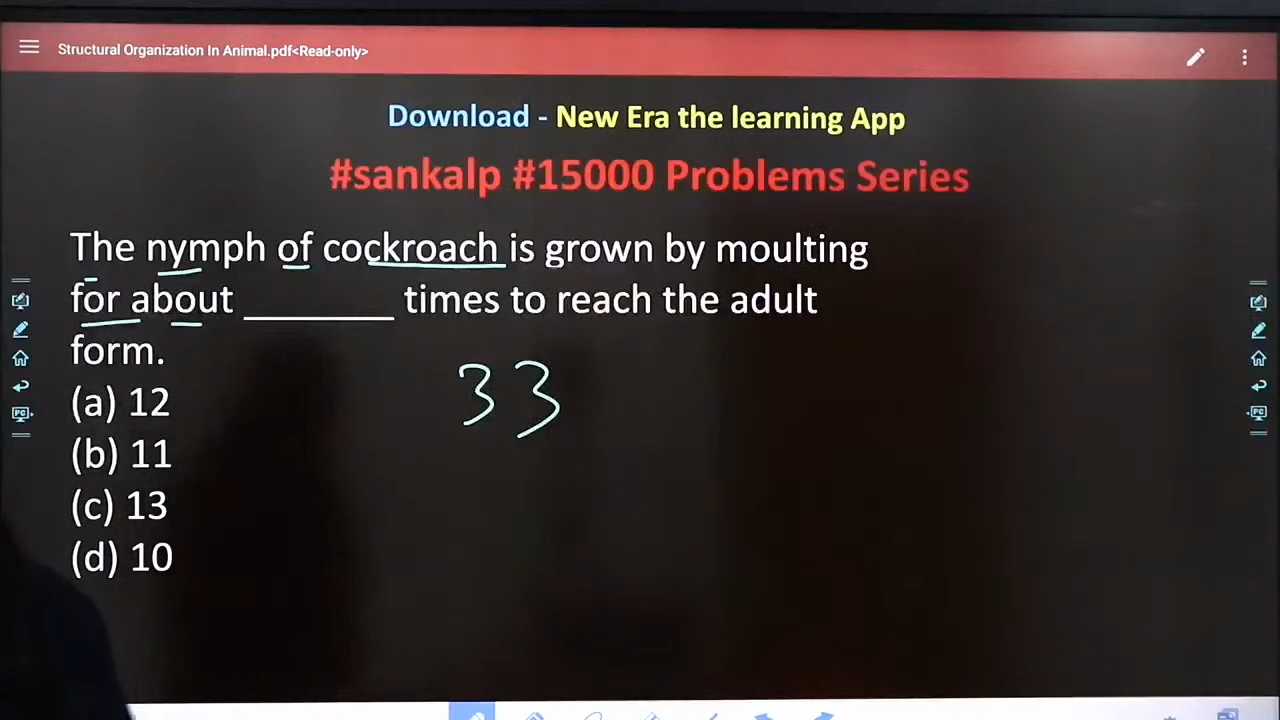 Structural Organization In Animal.pdf<Read-only>
Download - New Era the learning App
#sankalp #15000 Problems Series
The nymph of cockroach is grown by moulting
for about ________ times to reach the adult
form.
33
(a) 12
(b) 11
(c) 13
(d) 10